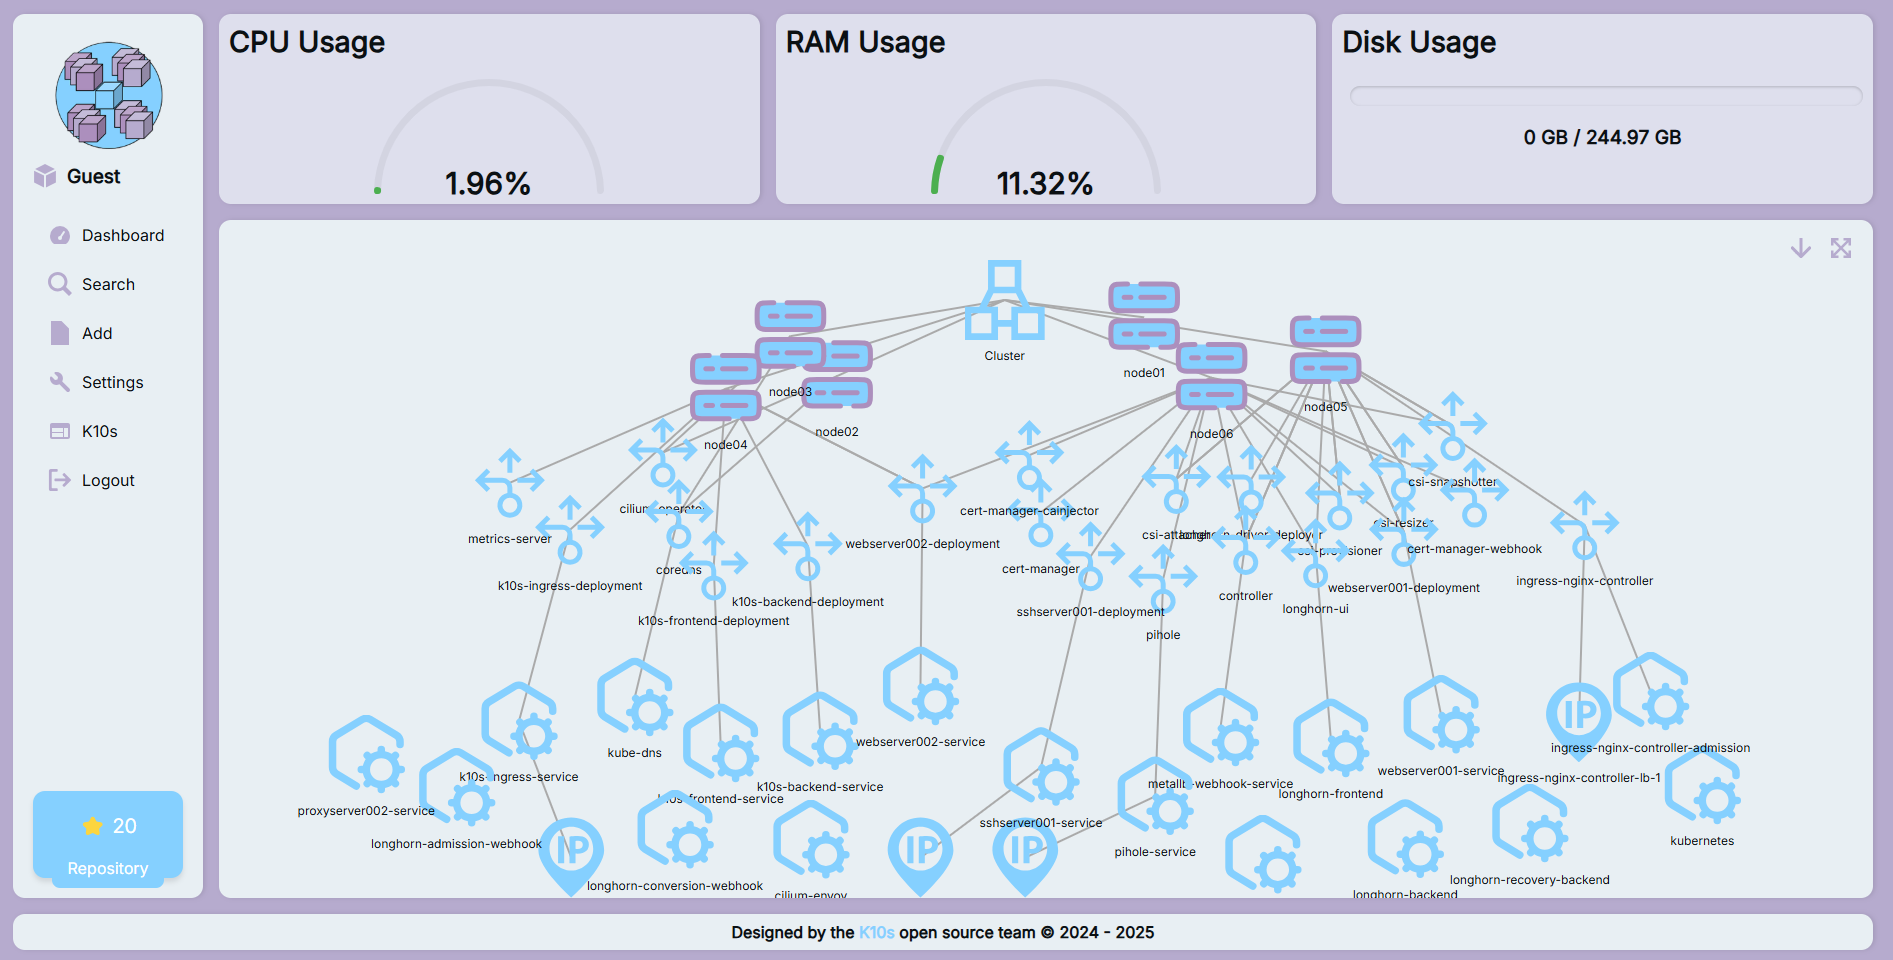 CPU Usage
1.96%
RAM Usage
11.32%
Disk Usage
0 GB / 244.97 GB
Guest
Dashboard
Search
Add
Settings
K10s
Logout
20
Repository
Cluster
node01
node03
node05
node02
node06
node04
csi-snapshotter
cilium-operator
cert-manager-cainjector
csi-resizer
metrics-server
webserver002-deployment
csi-attacher
longhorn-driver-deployer
csi-provisioner
cert-manager-webhook
coredns
cert-manager
ingress-nginx-controller
k10s-ingress-deployment
webserver001-deployment
controller
k10s-backend-deployment
longhorn-ui
sshserver001-deployment
k10s-frontend-deployment
pihole
webserver002-service
ingress-nginx-controller-admission
kube-dns
webserver001-service
k10s-ingress-service
ingress-nginx-controller-lb-1
metallb-webhook-service
k10s-backend-service
longhorn-frontend
k10s-frontend-service
IP
proxyserver002-service
sshserver001-service
kubernetes
longhorn-admission-webhook
IP
IP
IP
pihole-service
longhorn-recovery-backend
longhorn-conversion-webhook
cilium-envoy
longhorn-backend
Designed by the K10s open source team © 2024 - 2025